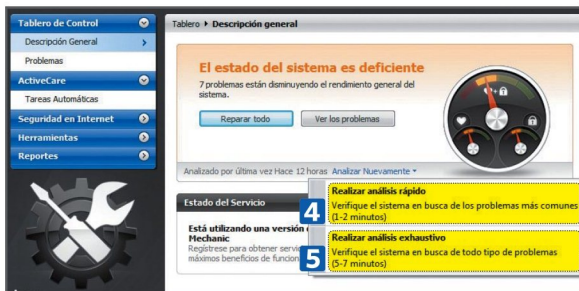 Tablero de Control
Descripción General
Problemas
ActiveCare
Tareas Automáticas
Seguridad en Internet
Herramientas
Reportes
Tablero Descripción general
El estado del sistema es deficiente
7 problemas están disminuyendo el rendimiento general del
sistema.
Reparar todo Ver los problemas
Analizado por última vez Hace 12 horas Analizar Nuevamente
4 Realizar análisis rápido
Verifique el sistema en busca de los problemas más comunes
(1-2 minutos)
5 Realizar análisis exhaustivo
Verifique el sistema en busca de todo tipo de problemas
(5-7 minutos)
Estado del Servicio
Está utilizando una versión
Mechanic
Regístrese para obtener
máximos beneficios de